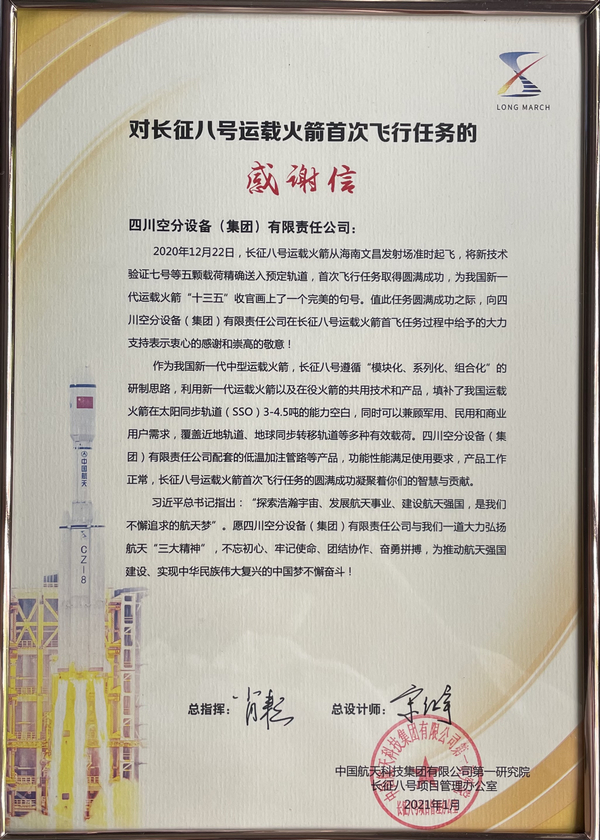 LONG MARCH
对长征八号运载火箭首次飞行任务的
感谢信
四川空分设备（集团）有限责任公司：
2020年12月22日，长征八号运载火箭从海南文昌发射场准时起飞，将新技术
验证七号等五颗载荷精确送入预定轨道，首次飞行任务取得圆满成功，为我国新一
代运载火箭“十三五”收官画上了一个完美的句号。值此任务圆满成功之际，向四
川空分设备（集团）有限责任公司在长征八号运载火箭首飞任务过程中给予的大力
支持表示衷心的感谢和崇高的敬意！
作为我国新一代中型运载火箭，长征八号遵循“模块化、系列化、组合化”的
研制思路，利用新一代运载火箭以及在役火箭的共用技术和产品，填补了我国运载
火箭在太阳同步轨道（SSO）3-4.5吨的能力空白，同时可以兼顾军用、民用和商业
用户需求，覆盖近地轨道、地球同步转移轨道等多种有效载荷。四川空分设备（集
团）有限责任公司配套的低温加注管路等产品，功能性能满足使用要求，产品工作
正常，长征八号运载火箭首次飞行任务的圆满成功凝聚着你们的智慧与贡献。
习近平总书记指出：“探索浩瀚宇宙、发展航天事业、建设航天强国，是我们
不懈追求的航天梦”。愿四川空分设备（集团）有限责任公司与我们一道大力弘扬
航天“三大精神”，不忘初心、牢记使命、团结协作、奋勇拼搏，为推动航天强国
建设、实现中华民族伟大复兴的中国梦不懈奋斗！
中国航天
CZ-8
总指挥：肖耘
总设计师：宋征宇
中国航天科技集团有限公司第一研究院
长征八号项目管理办公室
2021年1月